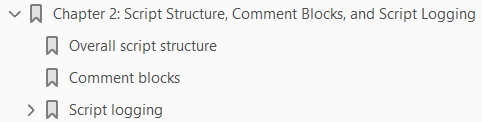 Chapter 2: Script Structure, Comment Blocks, and Script Logging
Overall script structure
Comment blocks
Script logging